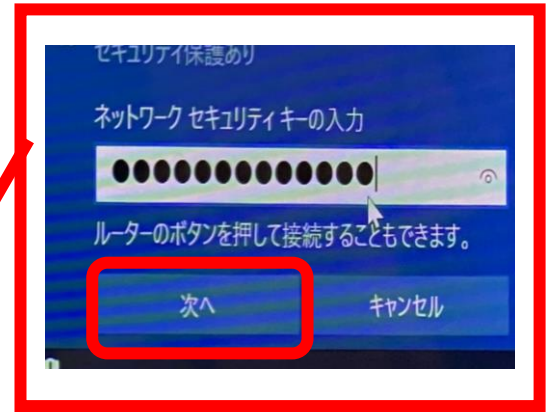 セキュリティ保護あり
ネットワーク セキュリティ キーの入力
●●●●●●●●●●●●●
ルーターのボタンを押して接続することもできます。
次へ
キャンセル